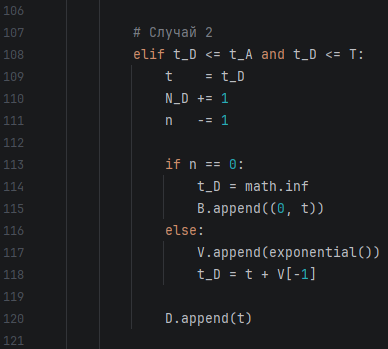 106
107 # Случай 2
108 elif t_D <= t_A and t_D <= T:
109 t    = t_D
110 N_D += 1
111 n   -= 1
112
113 if n == 0:
114 t_D = math.inf
115 B.append((0, t))
116 else:
117 V.append(exponential())
118 t_D = t + V[-1]
119
120 D.append(t)
121